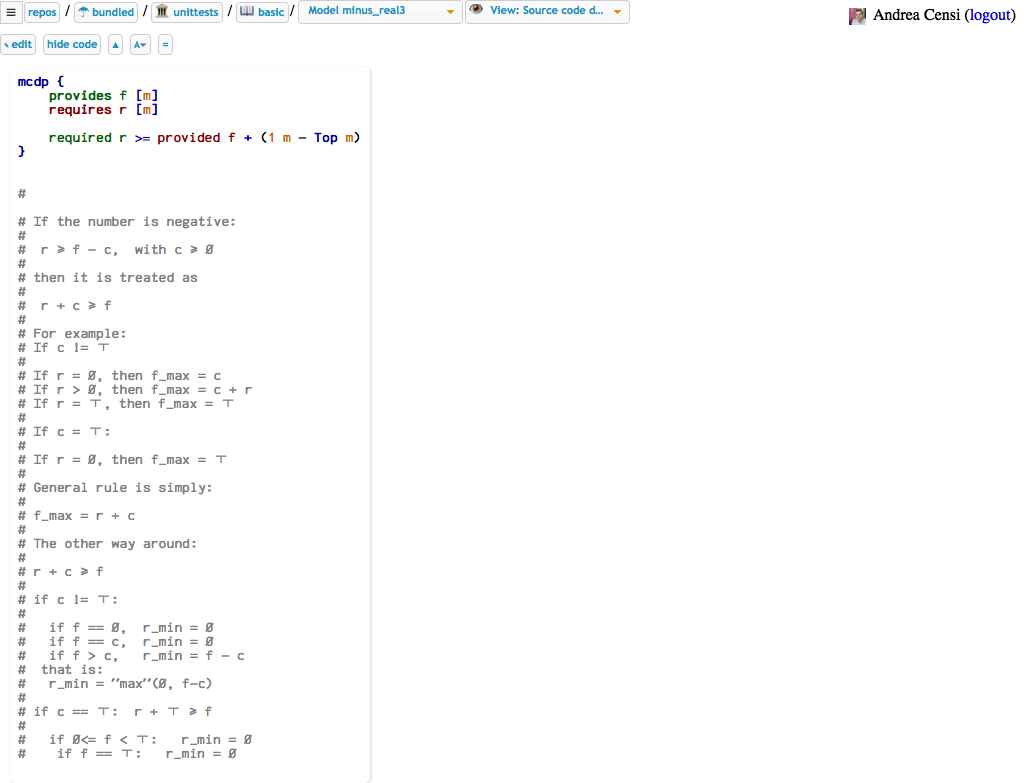 ≡ repos / bundled / unittests / basic / Model minus_real3 View: Source code d... Andrea Censi (logout)
edit hide code ▲ A▾ =
mcdp {
    provides f [m]
    requires r [m]

    required r >= provided f + (1 m - Top m)
}

#

# If the number is negative:
#
#  r ≥ f - c,  with c ≥ 0
#
# then it is treated as
#
#  r + c ≥ f
#
# For example:
# If c != ⊤
#
# If r = 0, then f_max = c
# If r > 0, then f_max = c + r
# If r = ⊤, then f_max = ⊤
#
# If c = ⊤:
#
# If r = 0, then f_max = ⊤
#
# General rule is simply:
#
# f_max = r + c
#
# The other way around:
#
# r + c ≥ f
#
# if c != ⊤:
#
#   if f == 0,  r_min = 0
#   if f == c,  r_min = 0
#   if f > c,   r_min = f - c
#  that is:
#   r_min = "max"(0, f-c)
#
# if c == ⊤:  r + ⊤ ≥ f
#
#   if 0<= f < ⊤:   r_min = 0
#    if f == ⊤:   r_min = 0